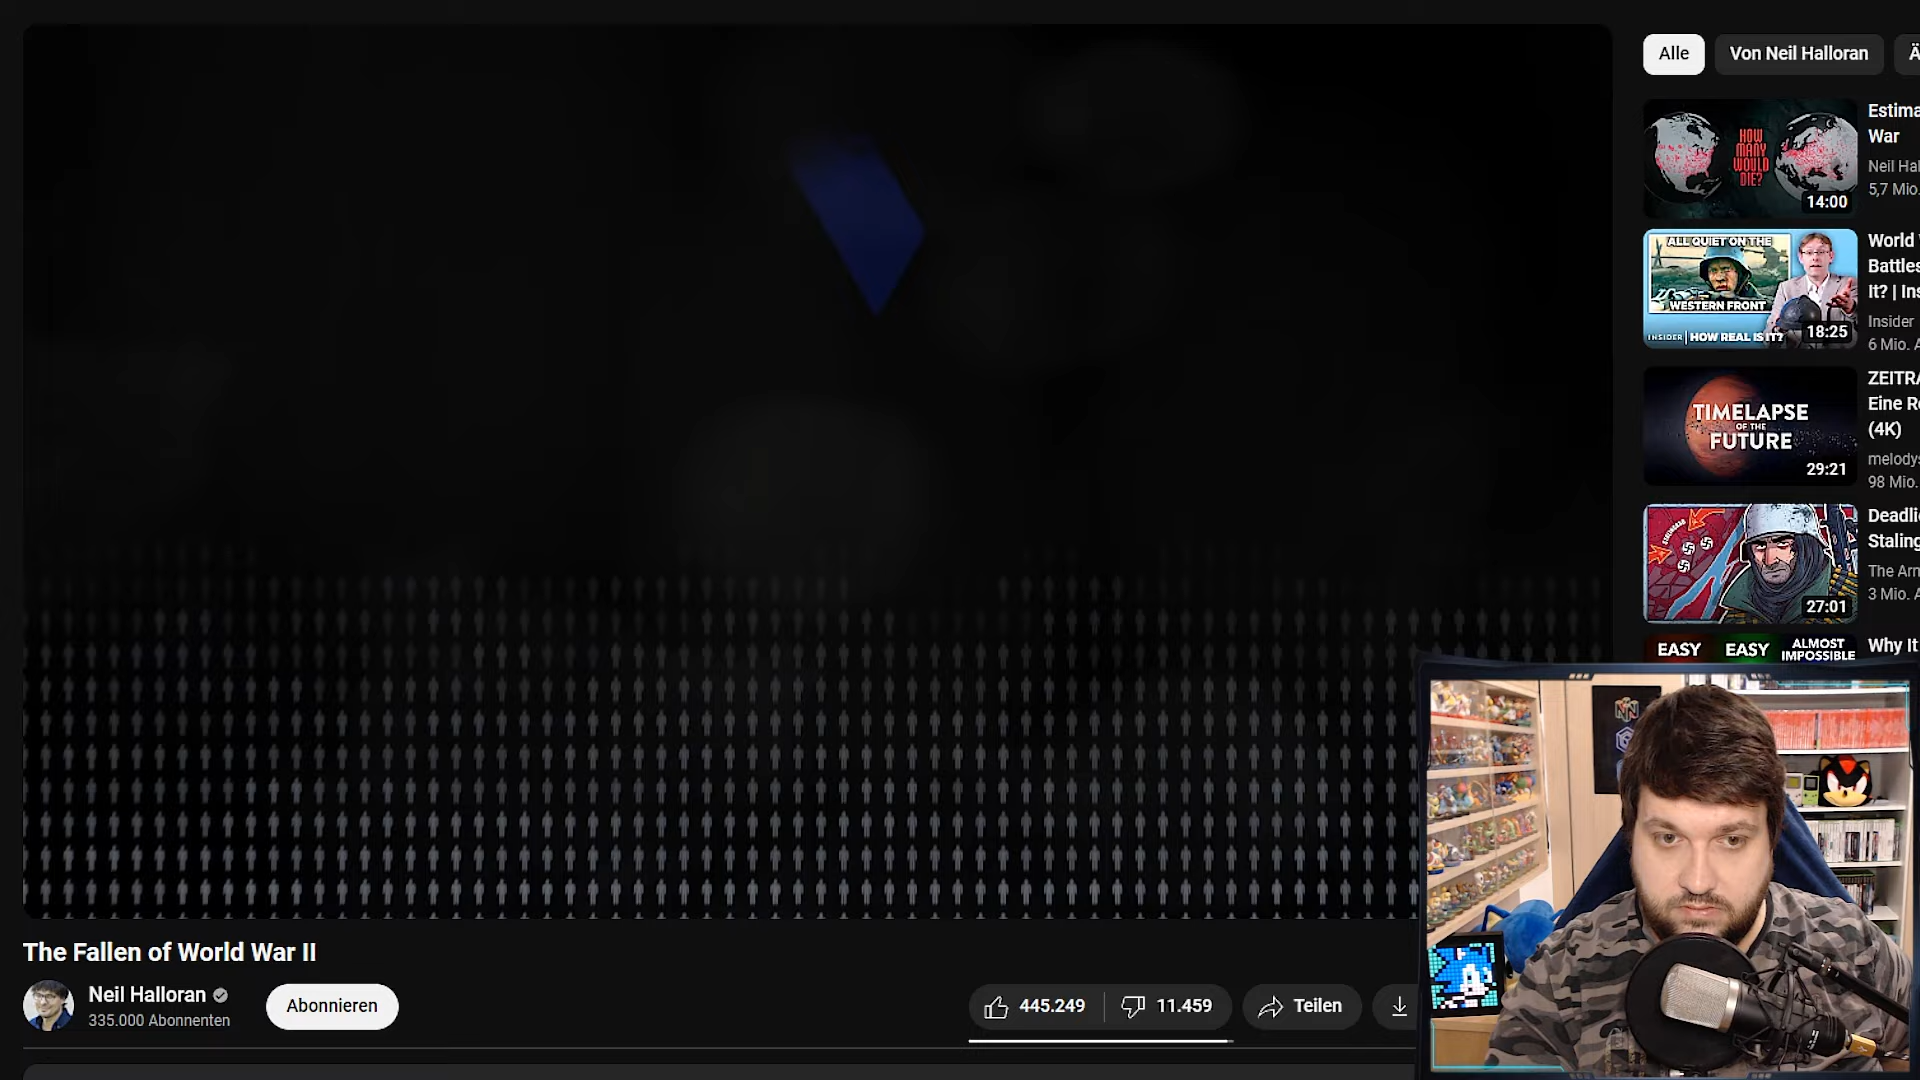 Alle
Von Neil Halloran
Ä
Estima
War
Neil Hal
5,7 Mio.
HOW
MANY
WOULD
DIE?
14:00
World
Battles
It? | Ins
Insider
6 Mio. A
ALL QUIET ON THE
WESTERN FRONT
INSIDER | HOW REAL IS IT?
18:25
ZEITRA
Eine Re
(4K)
melodys
98 Mio.
TIMELAPSE
OF THE
FUTURE
29:21
Deadli
Staling
The Arm
3 Mio. A
27:01
EASY EASY ALMOST
IMPOSSIBLE
Why It
The Fallen of World War II
Neil Halloran
335.000 Abonnenten
Abonnieren
445.249
11.459
Teilen